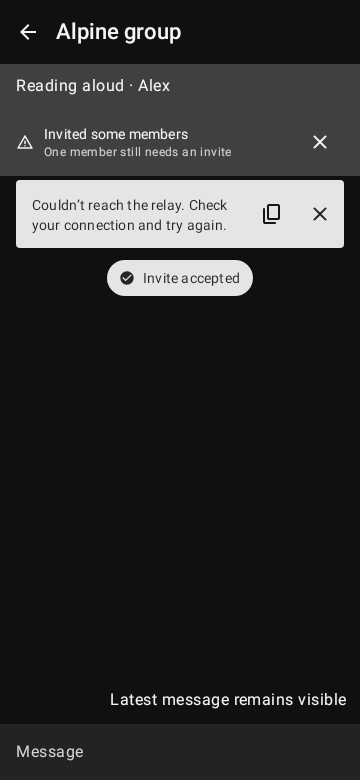 Alpine group
Reading aloud · Alex
Invited some members
One member still needs an invite
Couldn’t reach the relay. Check
your connection and try again.
Invite accepted
Latest message remains visible
Message